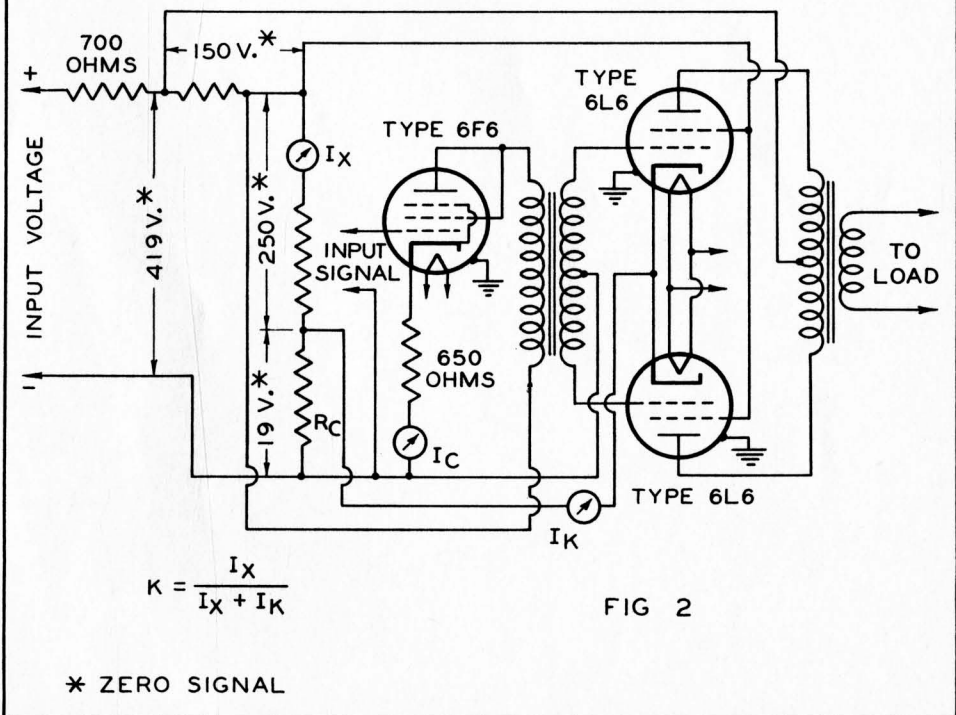 700
OHMS
150 V.*
+
INPUT VOLTAGE
−
419 V.*
250 V.*
19 V.*
IX
RC
TYPE 6F6
INPUT
SIGNAL
650
OHMS
IC
IK
TYPE
6L6
TYPE 6L6
TO
LOAD
K = IX / (IX + IK)
FIG 2
* ZERO SIGNAL